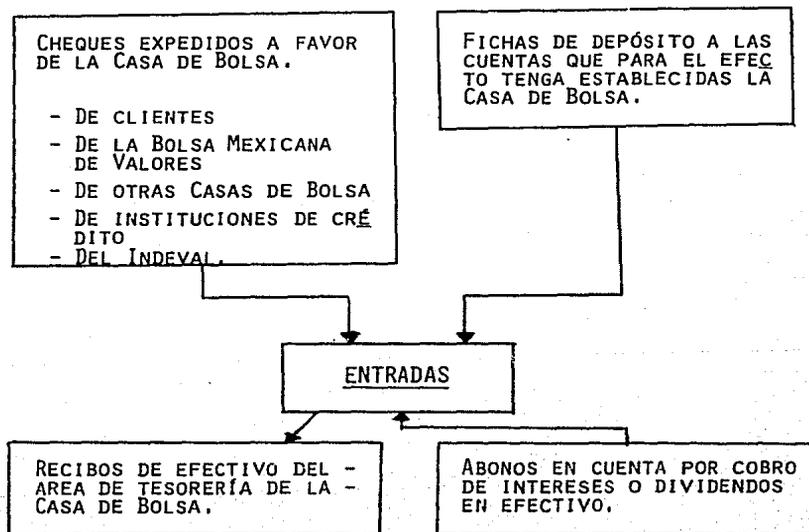 CHEQUES EXPEDIDOS A FAVOR
DE LA CASA DE BOLSA.
- DE CLIENTES
- DE LA BOLSA MEXICANA
DE VALORES
- DE OTRAS CASAS DE BOLSA
- DE INSTITUCIONES DE CRÉ
DITO
- DEL INDEVAL.
FICHAS DE DEPÓSITO A LAS
CUENTAS QUE PARA EL EFEC
TO TENGA ESTABLECIDAS LA
CASA DE BOLSA.
ENTRADAS
RECIBOS DE EFECTIVO DEL -
AREA DE TESORERÍA DE LA -
CASA DE BOLSA.
ABONOS EN CUENTA POR COBRO
DE INTERESES O DIVIDENDOS
EN EFECTIVO.